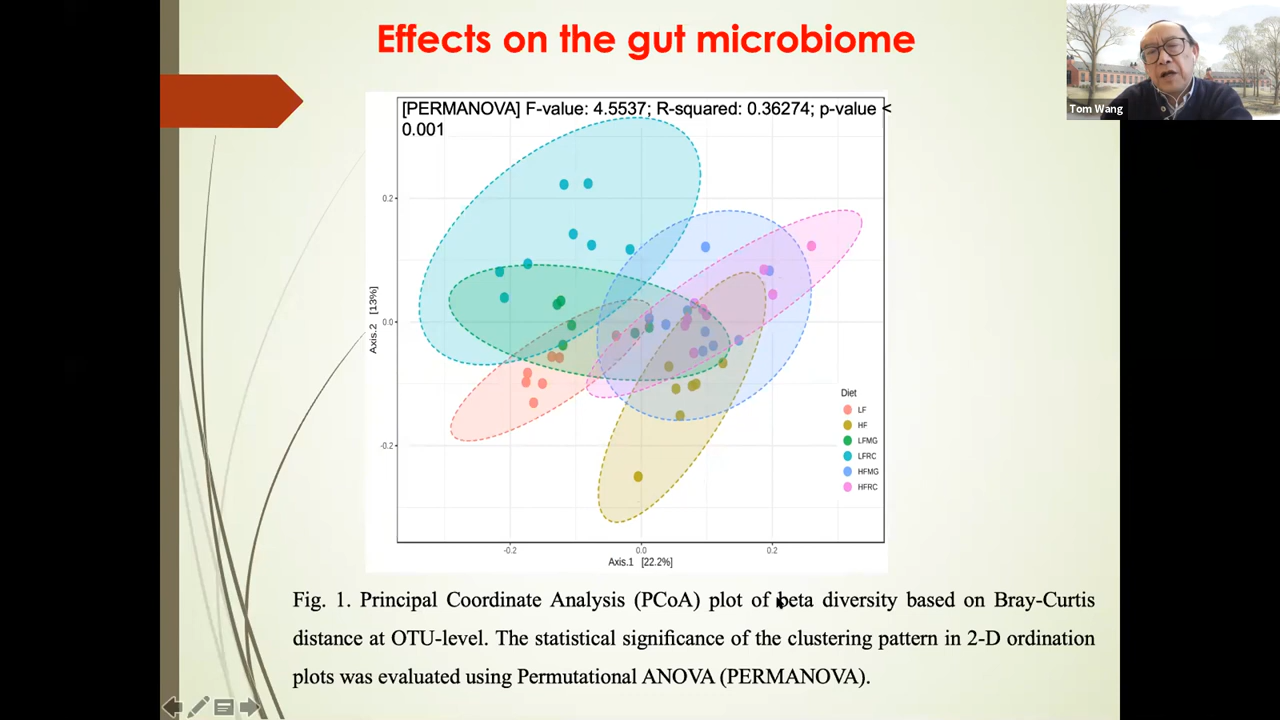 Effects on the gut microbiome
Tom Wang
[PERMANOVA] F-value: 4.5537; R-squared: 0.36274; p-value <
0.001
0.2
0.0
-0.2
Axis.2 [13%]
Diet
LF
HF
LFMG
LFRC
HFMG
HFRC
-0.2
0.0
0.2
Axis.1 [22.2%]
Fig. 1. Principal Coordinate Analysis (PCoA) plot of beta diversity based on Bray-Curtis
distance at OTU-level. The statistical significance of the clustering pattern in 2-D ordination
plots was evaluated using Permutational ANOVA (PERMANOVA).